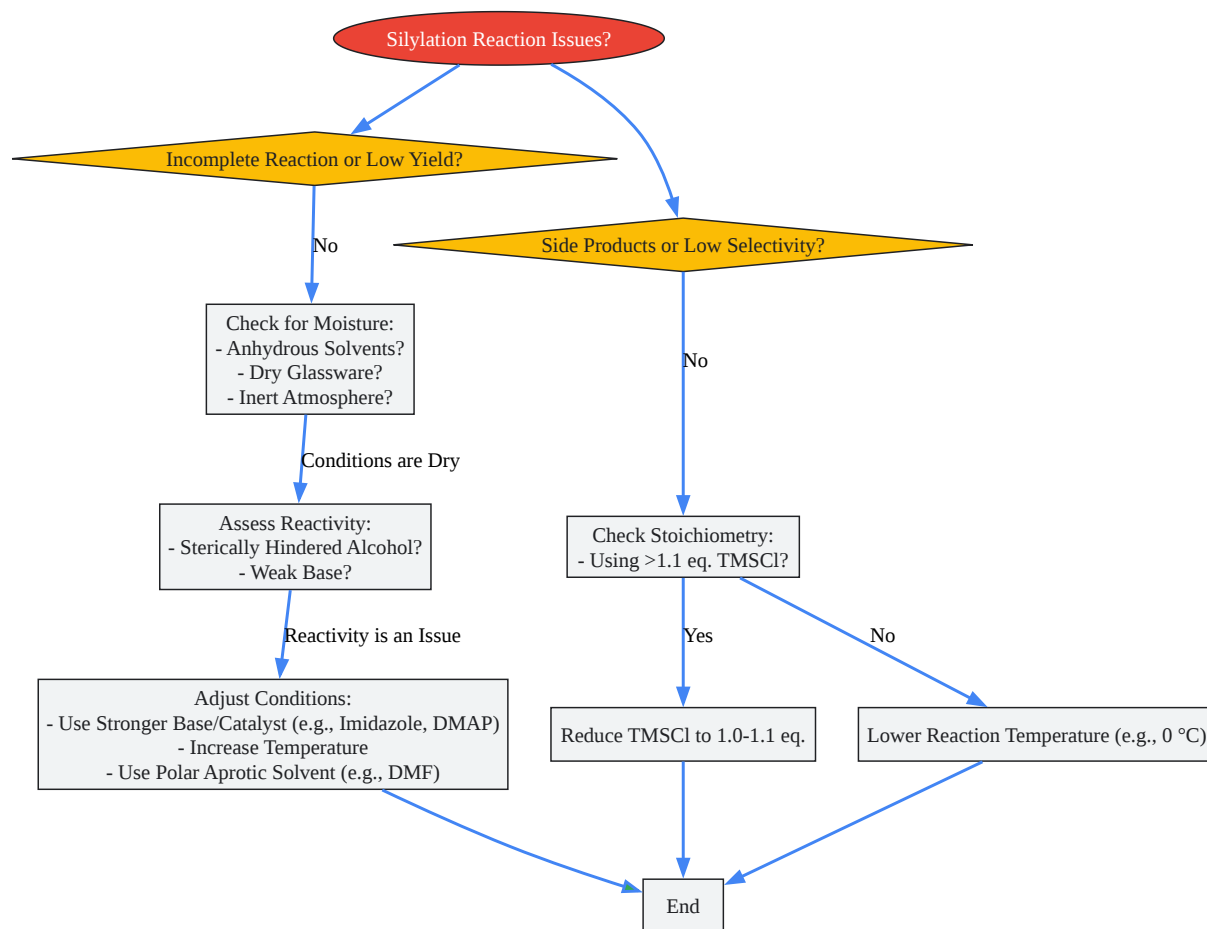 Silylation Reaction Issues?
Incomplete Reaction or Low Yield?
Side Products or Low Selectivity?
No
Check for Moisture:
- Anhydrous Solvents?
- Dry Glassware?
- Inert Atmosphere?
No
Conditions are Dry
Assess Reactivity:
- Sterically Hindered Alcohol?
- Weak Base?
Check Stoichiometry:
- Using >1.1 eq. TMSCl?
Reactivity is an Issue
Yes
No
Adjust Conditions:
- Use Stronger Base/Catalyst (e.g., Imidazole, DMAP)
- Increase Temperature
- Use Polar Aprotic Solvent (e.g., DMF)
Reduce TMSCl to 1.0-1.1 eq.
Lower Reaction Temperature (e.g., 0 °C)
End